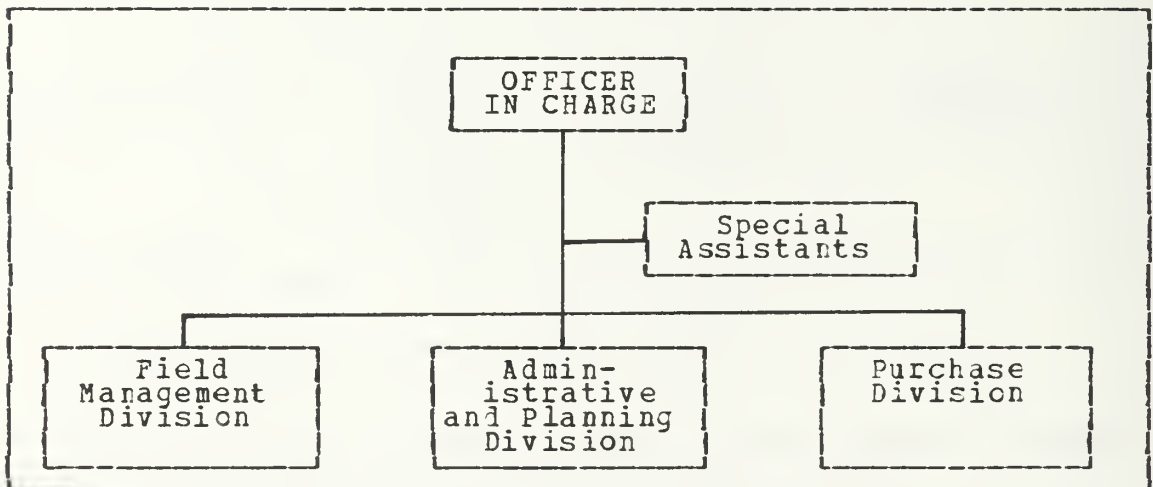 OFFICER
IN CHARGE
Special
Assistants
Field
Management
Division
Admin-
istrative
and Planning
Division
Purchase
Division